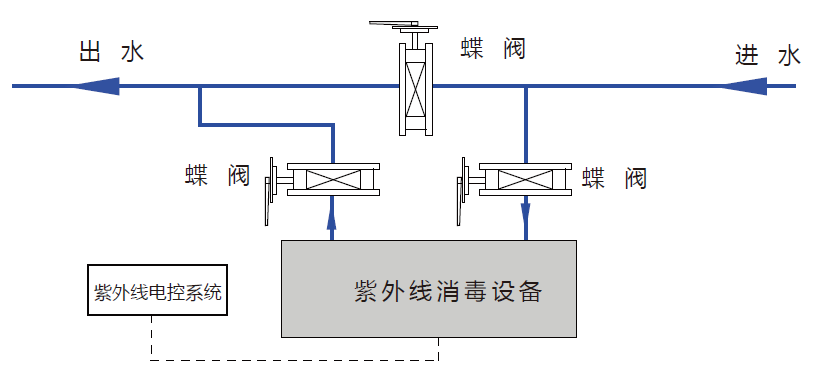 出 水
蝶 阀
进 水
蝶 阀
蝶 阀
紫外线电控系统
紫外线消毒设备